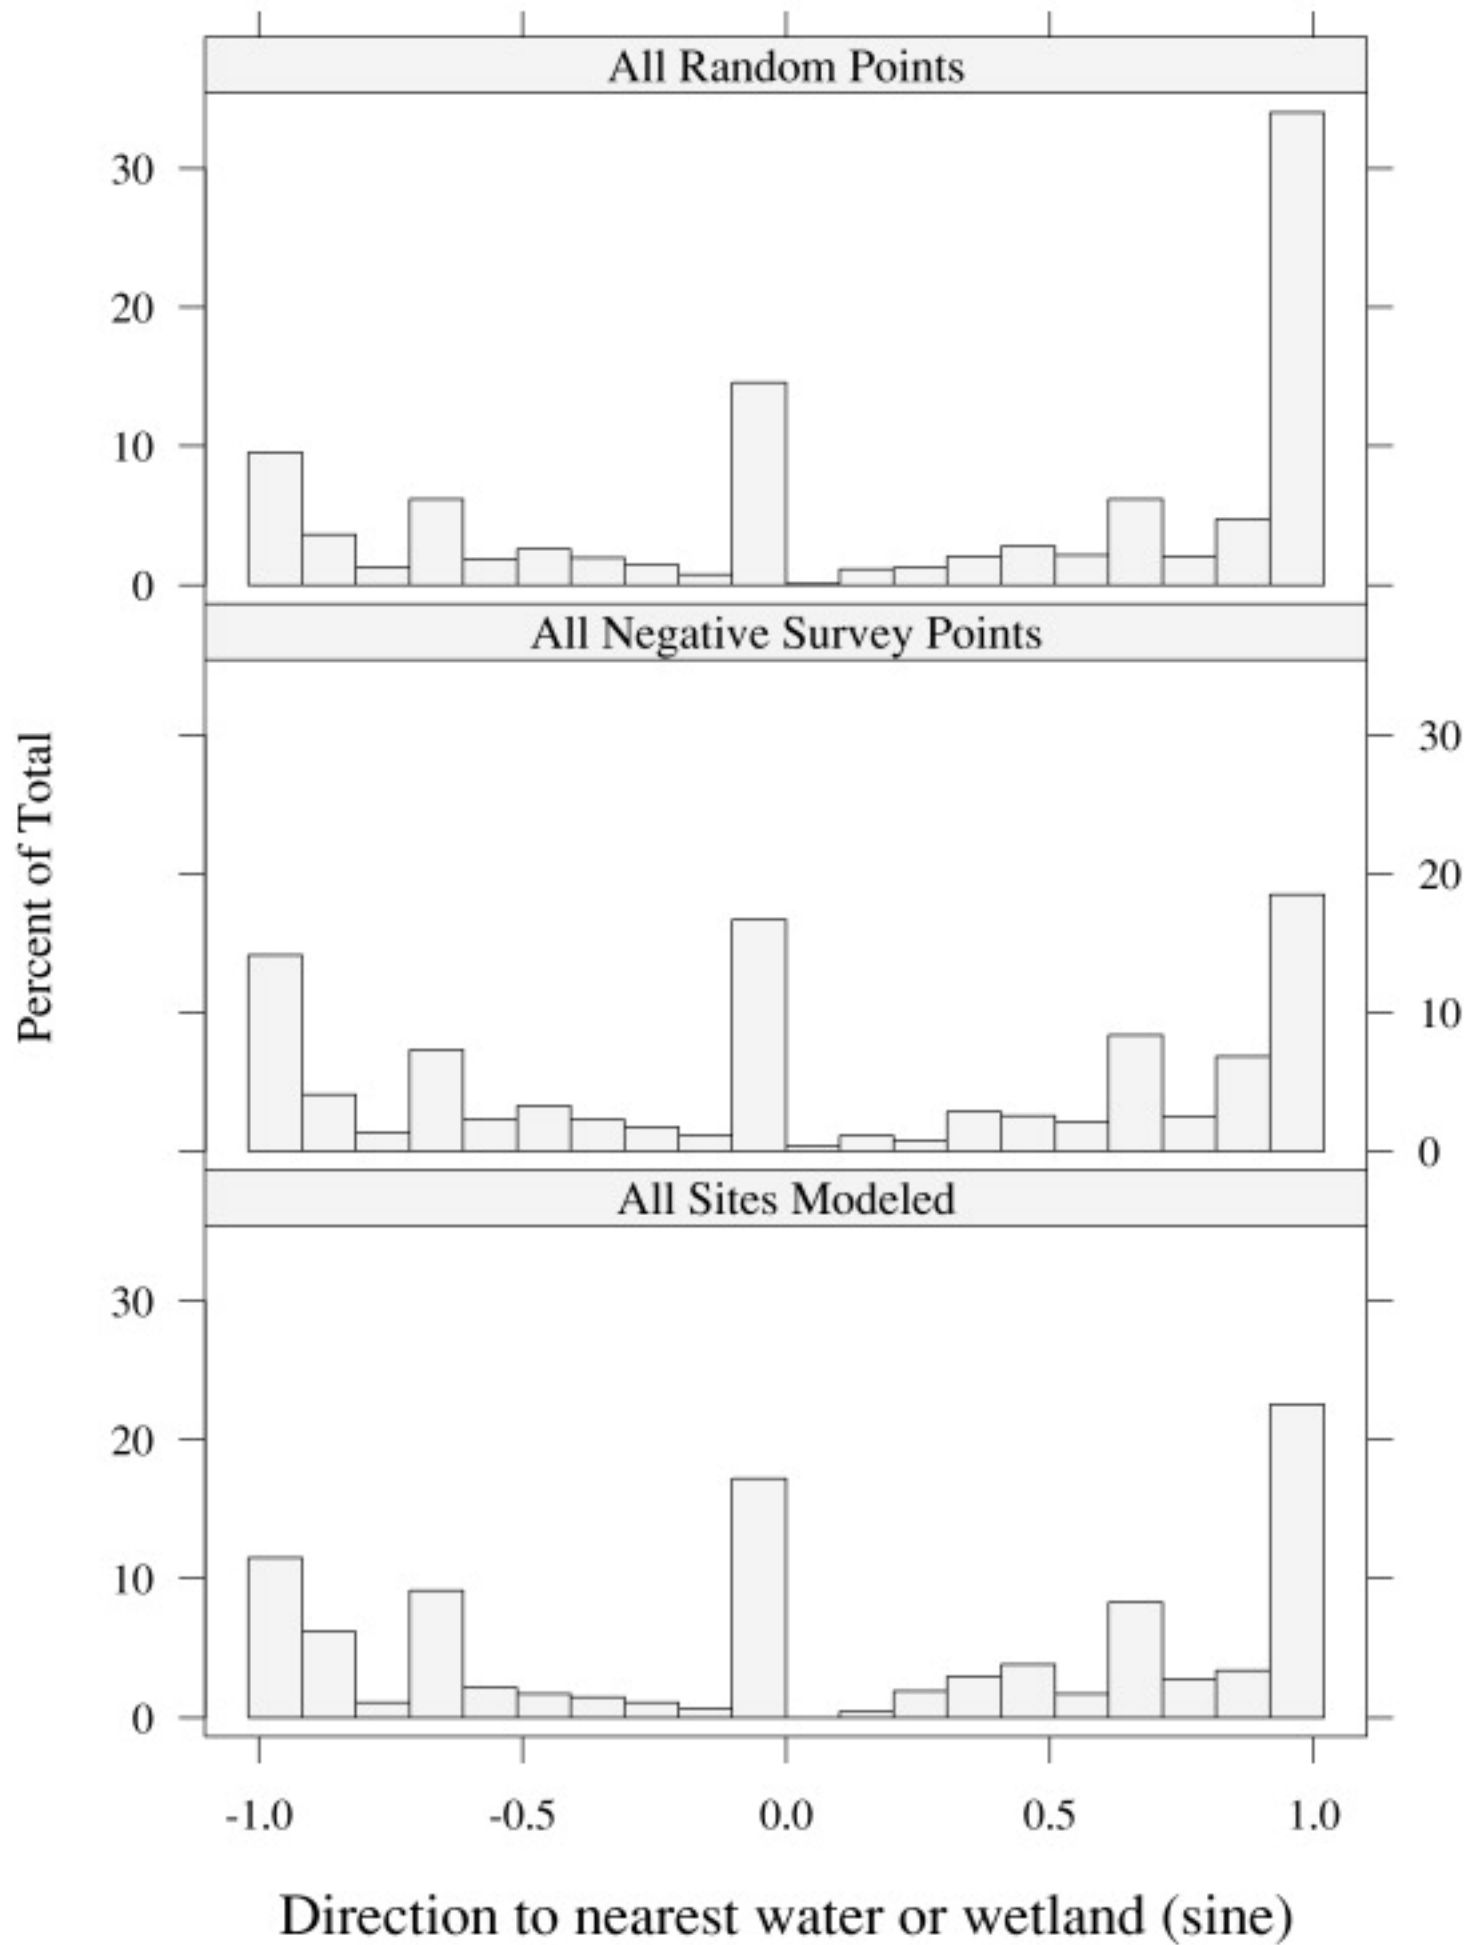 All Random Points
30
20
10
0
All Negative Survey Points
30
20
10
0
Percent of Total
All Sites Modeled
30
20
10
0
-1.0 -0.5 0.0 0.5 1.0
Direction to nearest water or wetland (sine)